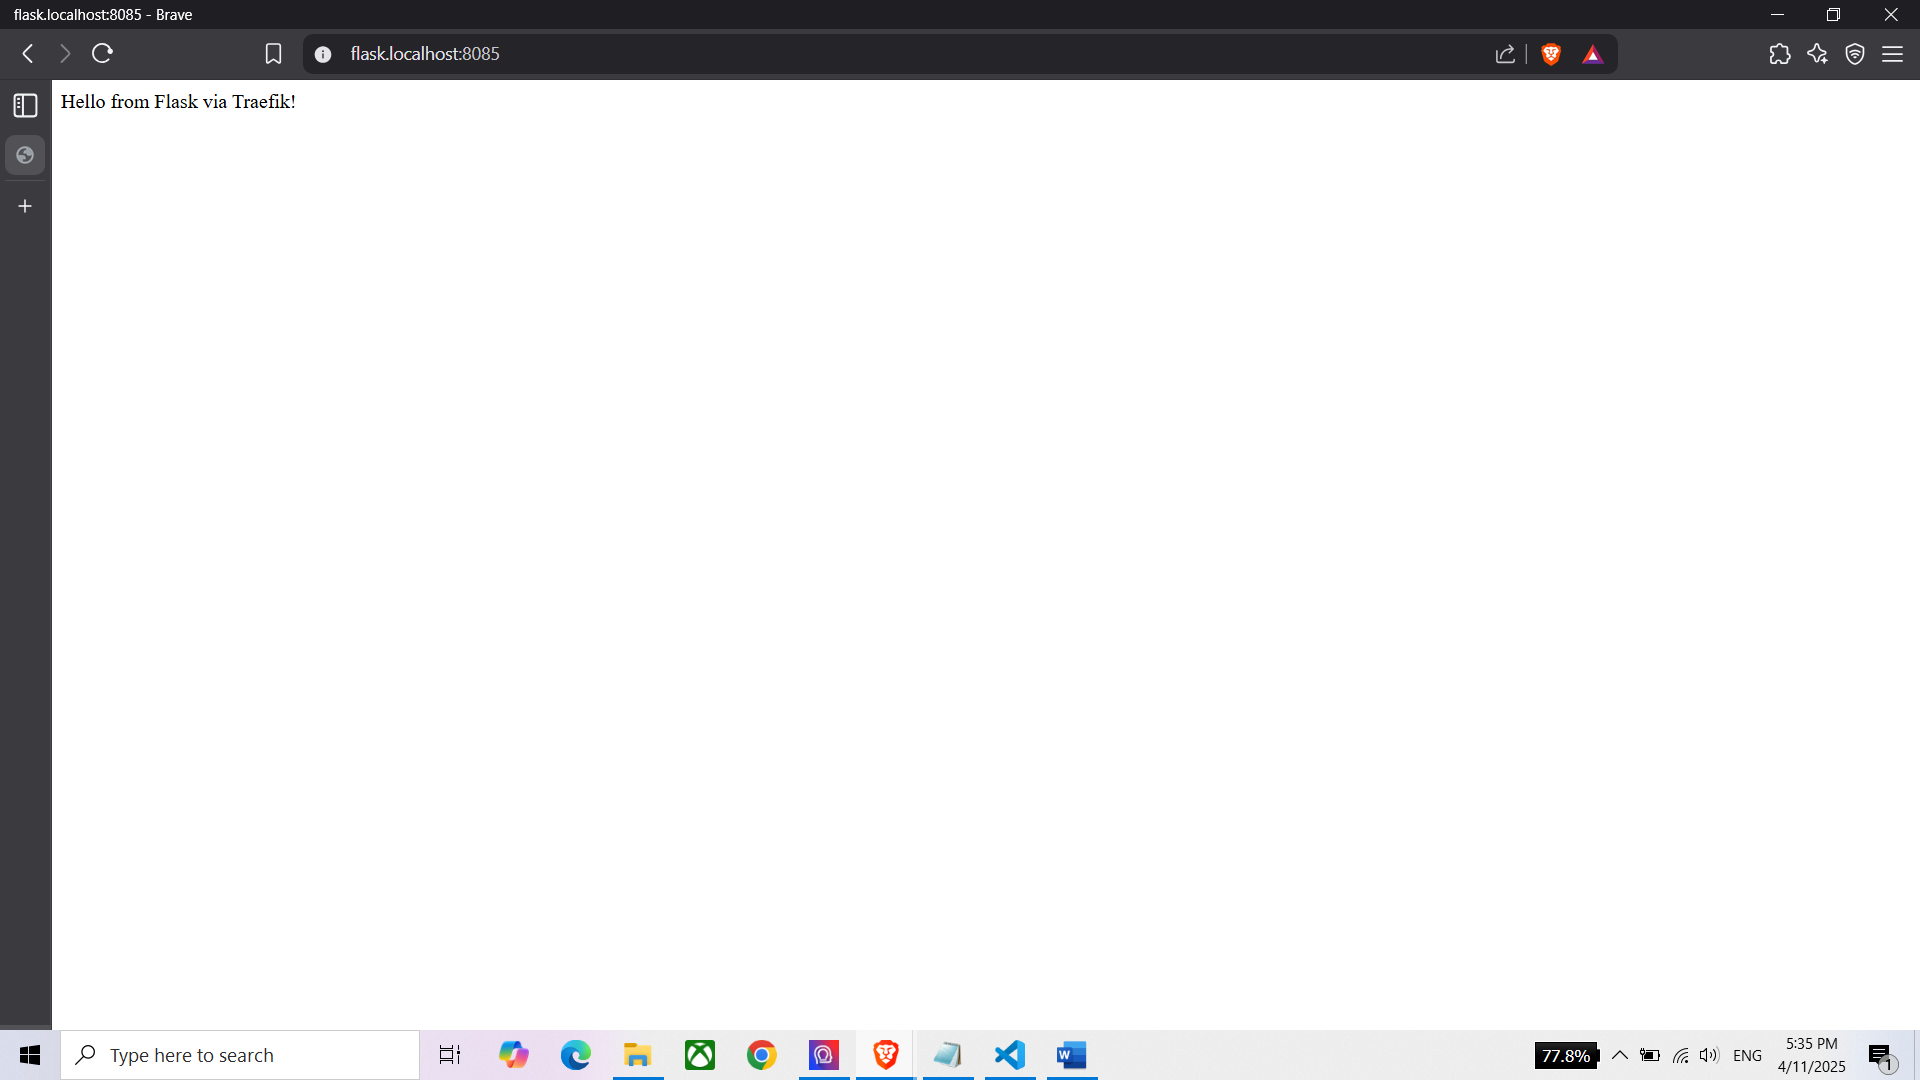 flask.localhost:8085 - Brave
flask.localhost:8085
Hello from Flask via Traefik!
Type here to search
77.8%
ENG
5:35 PM
4/11/2025
1